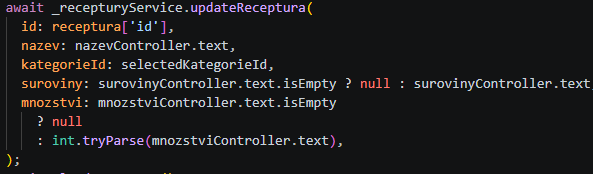 await _recepturyService.updateReceptura(
id: receptura['id'],
nazev: nazevController.text,
kategorieId: selectedKategorieId,
suroviny: surovinyController.text.isEmpty ? null : surovinyController.text,
mnozstvi: mnozstviController.text.isEmpty
? null
: int.tryParse(mnozstviController.text),
);